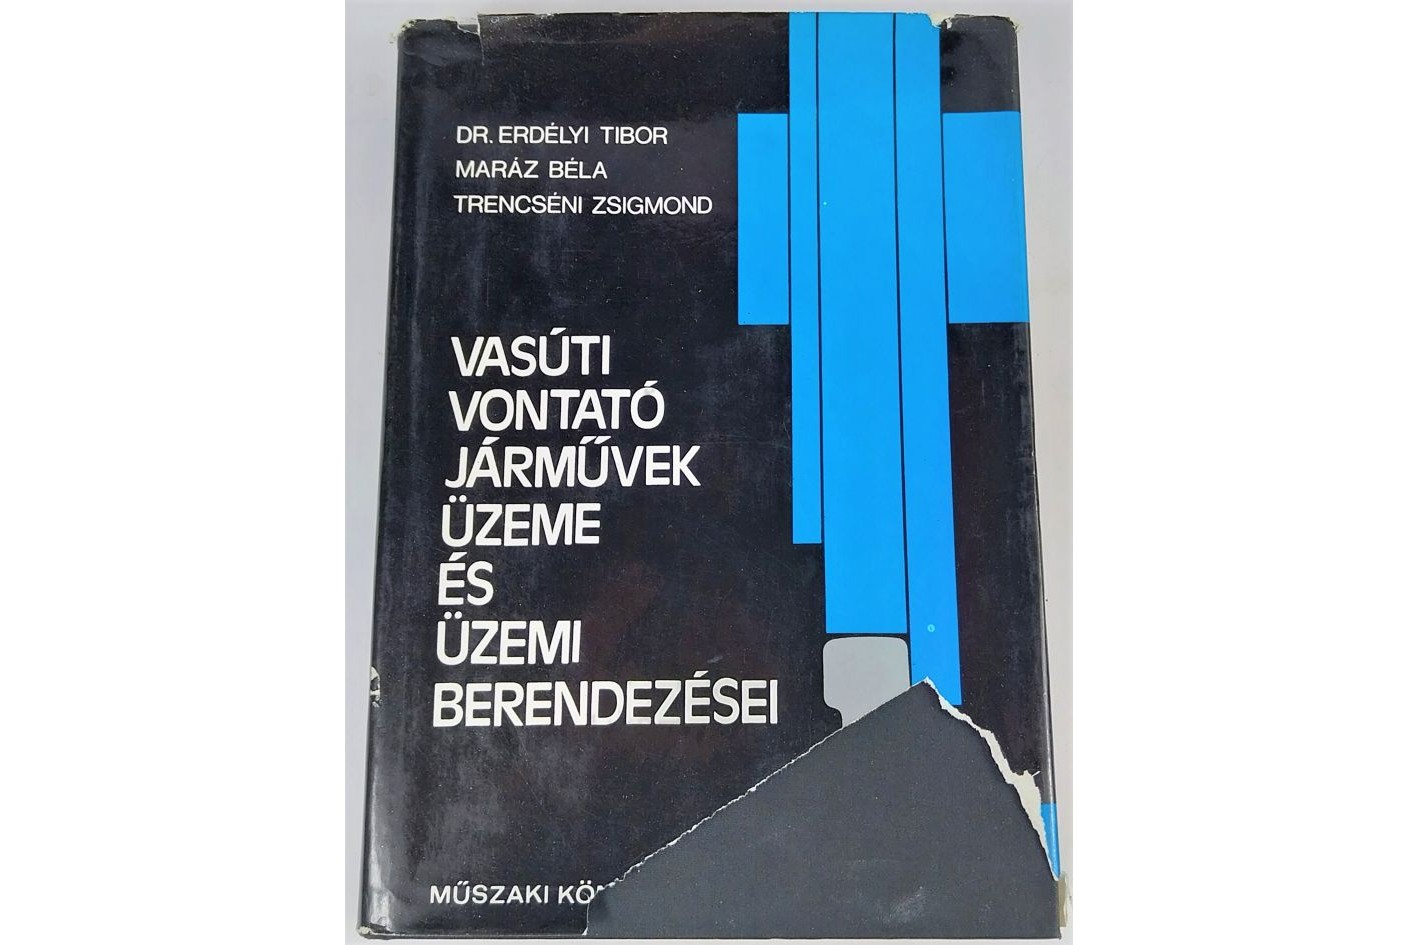 DR. ERDÉLYI TIBOR
MARÁZ BÉLA
TRENCSÉNI ZSIGMOND
VASÚTI
VONTATÓ
JÁRMŰVEK
ÜZEME
ÉS
ÜZEMI
BERENDEZÉSEI
MŰSZAKI